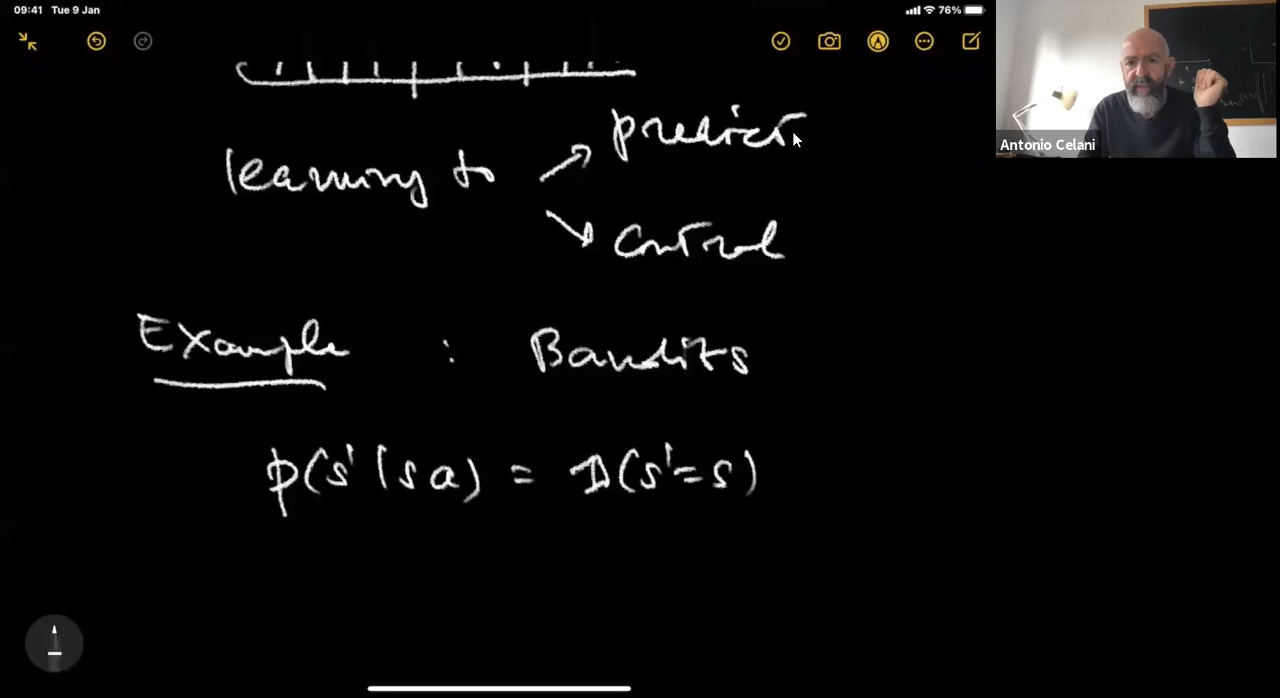 09:41 Tue 9 Jan
76%
Antonio Celani
learning to
predict
control
Example : Bandits
p(s'|s a) = 𝟙(s'=s)